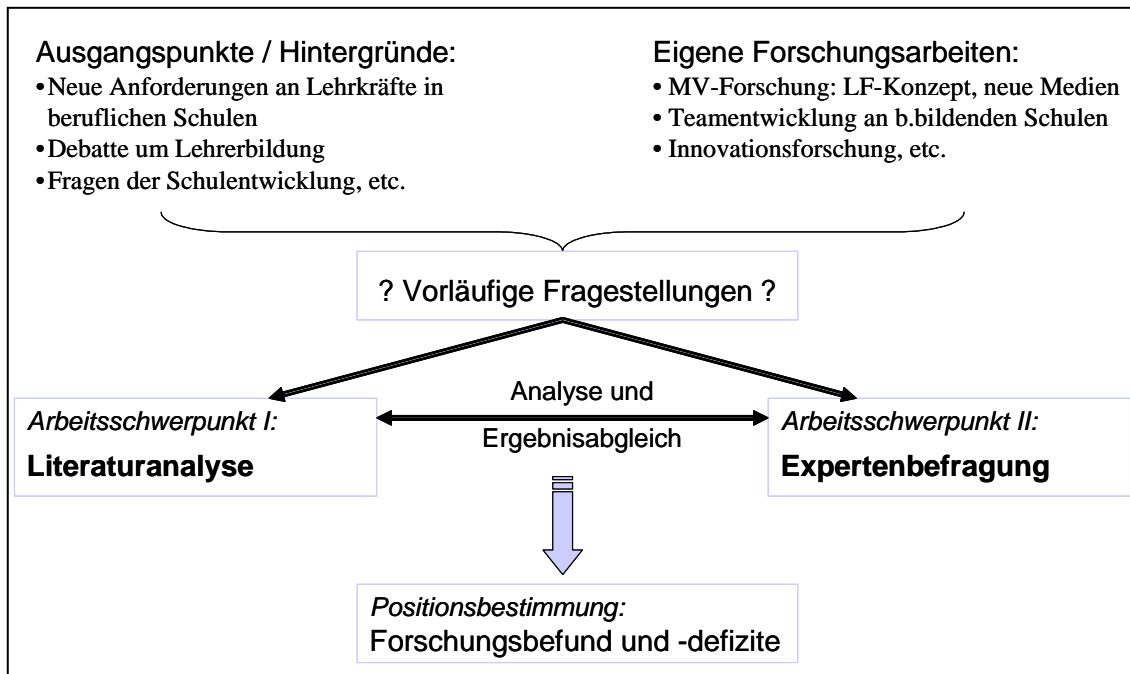 Ausgangspunkte / Hintergründe:
• Neue Anforderungen an Lehrkräfte in
beruflichen Schulen
• Debatte um Lehrerbildung
• Fragen der Schulentwicklung, etc.
Eigene Forschungsarbeiten:
• MV-Forschung: LF-Konzept, neue Medien
• Teamentwicklung an b.bildenden Schulen
• Innovationsforschung, etc.
? Vorläufige Fragestellungen ?
Arbeitsschwerpunkt I:
Literaturanalyse
Analyse und
Ergebnisabgleich
Arbeitsschwerpunkt II:
Expertenbefragung
Positionsbestimmung:
Forschungsbefund und -defizite